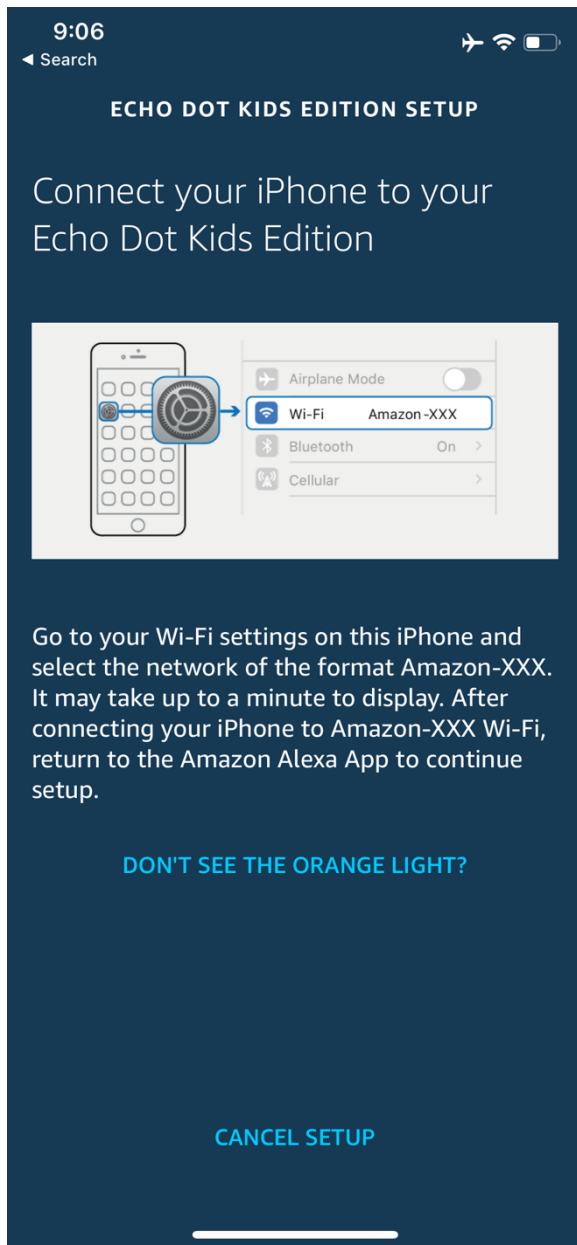 9:06
◀ Search
ECHO DOT KIDS EDITION SETUP
Connect your iPhone to your
Echo Dot Kids Edition
Airplane Mode
Wi-Fi Amazon-XXX
Bluetooth On >
Cellular >
Go to your Wi-Fi settings on this iPhone and
select the network of the format Amazon-XXX.
It may take up to a minute to display. After
connecting your iPhone to Amazon-XXX Wi-Fi,
return to the Amazon Alexa App to continue
setup.
DON'T SEE THE ORANGE LIGHT?
CANCEL SETUP